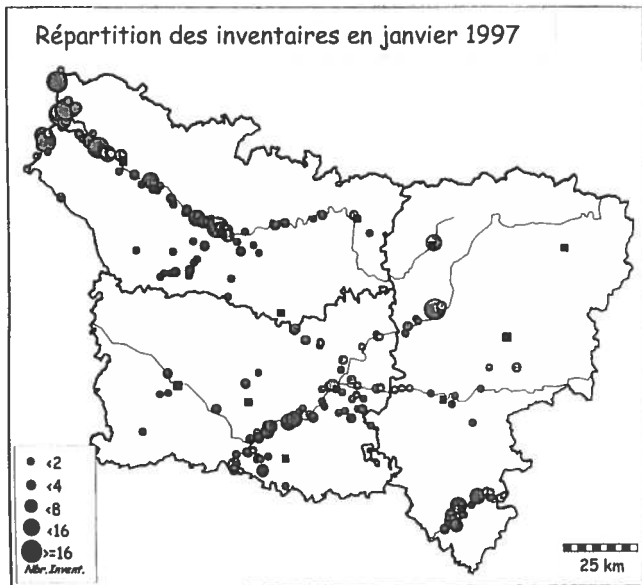 Répartition des inventaires en janvier 1997
<2
<4
<8
<16
>=16
Nbr.Invent.
25 km